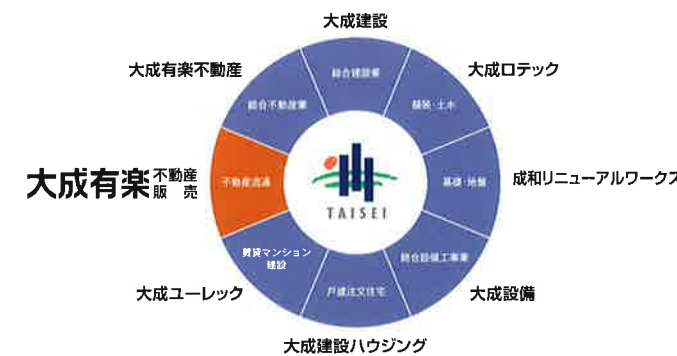 大成建設
大成有楽不動産
大成ロテック
総合建設業
総合不動産業
舗装・土木
大成有楽不動産
販　売
不動産流通
基礎・地盤
成和リニューアルワークス
TAISEI
賃貸マンション
建設
総合設備工事業
戸建注文住宅
大成ユーレック
大成設備
大成建設ハウジング